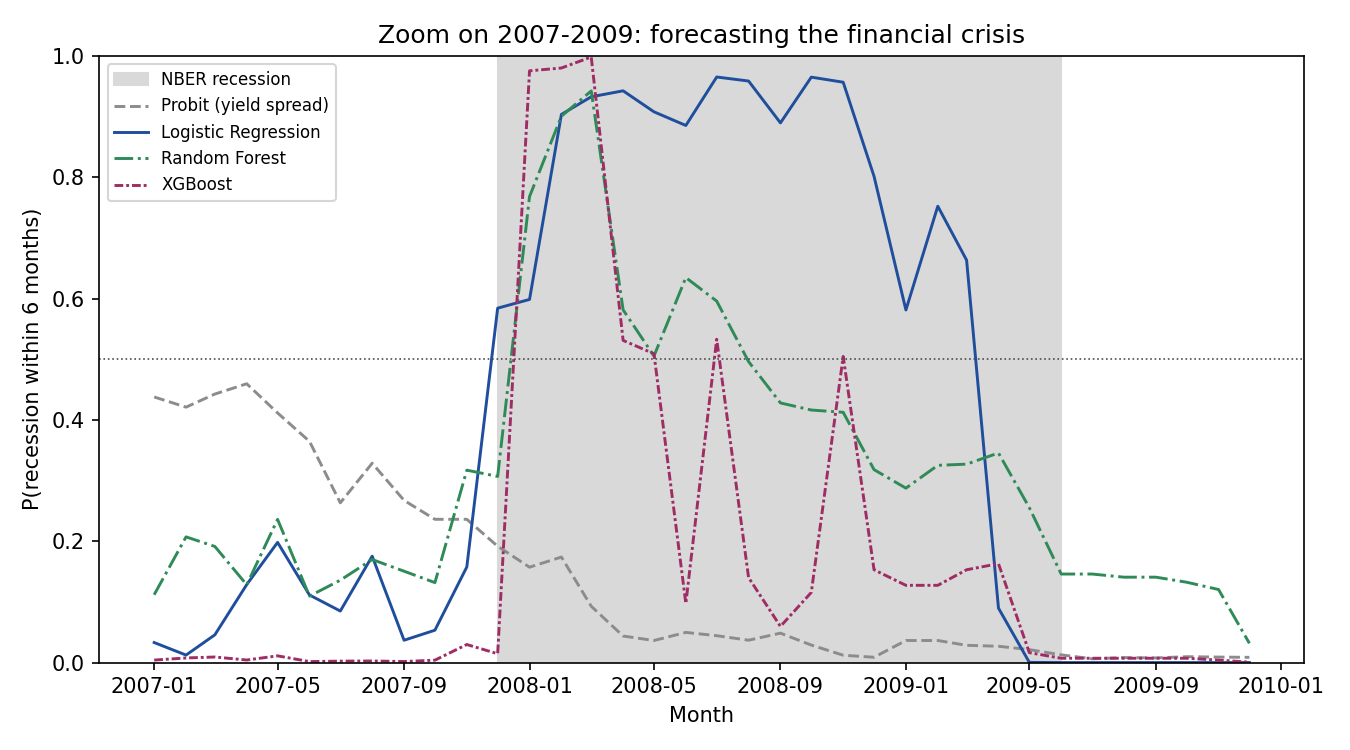 Zoom on 2007-2009: forecasting the financial crisis
1.0
0.8
0.6
0.4
0.2
0.0
P(recession within 6 months)
NBER recession
Probit (yield spread)
Logistic Regression
Random Forest
XGBoost
2007-01 2007-05 2007-09 2008-01 2008-05 2008-09 2009-01 2009-05 2009-09 2010-01
Month